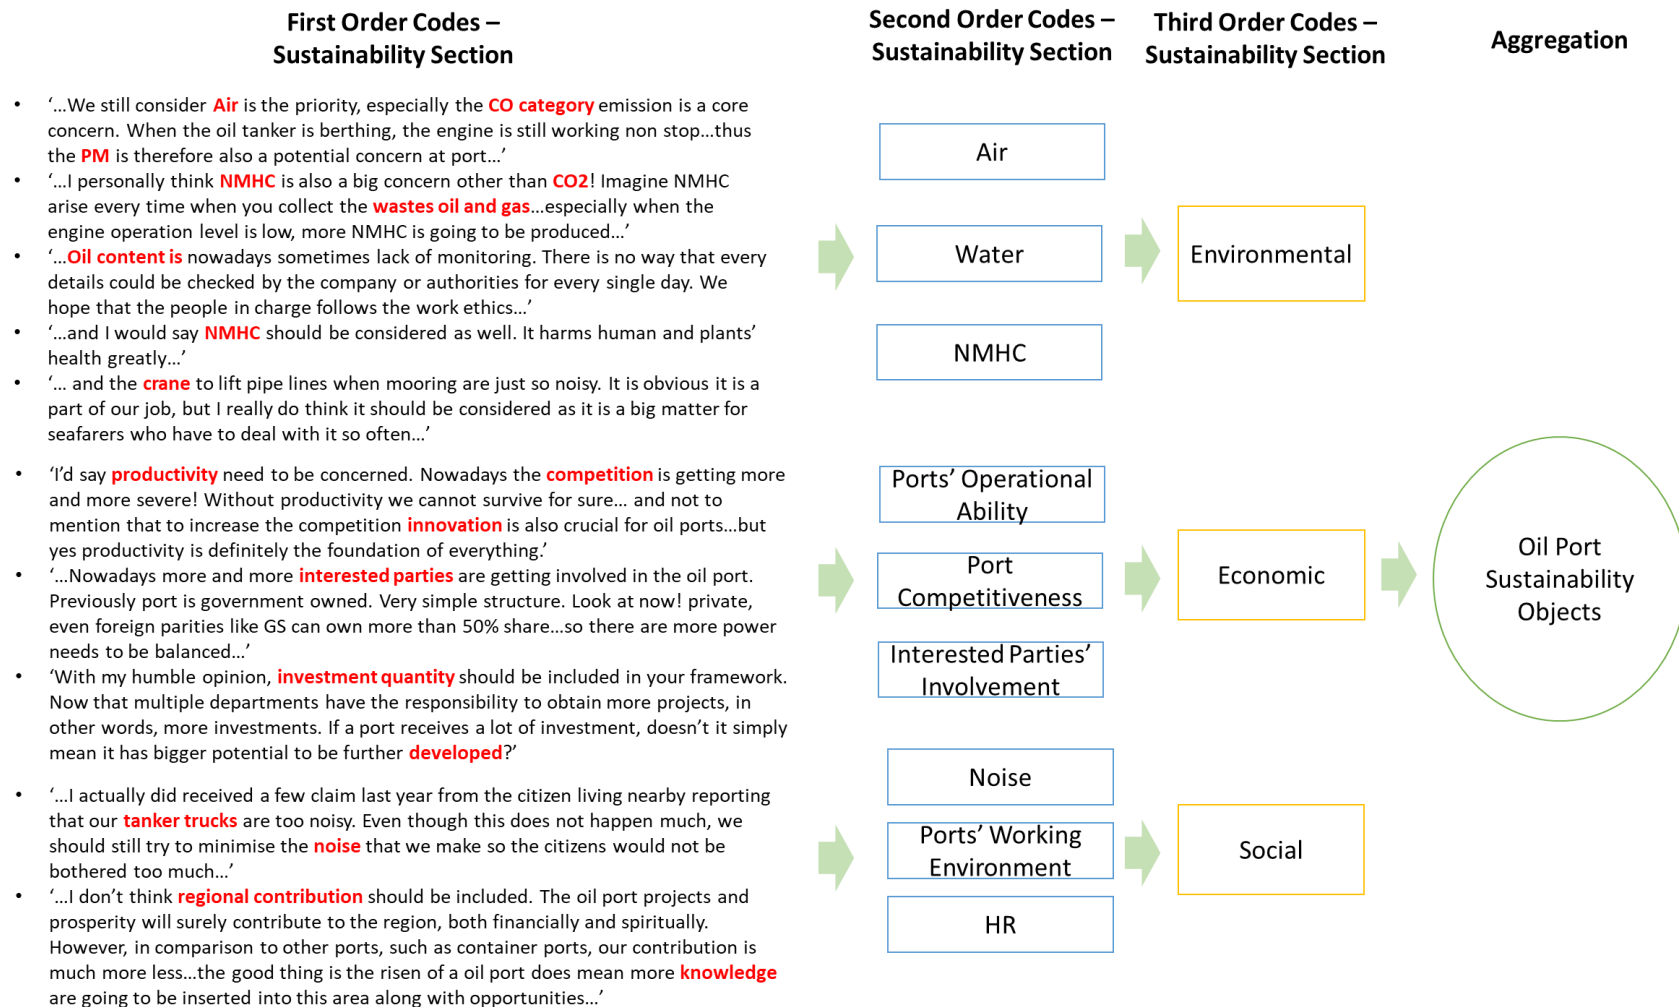 First Order Codes –
Sustainability Section
Second Order Codes –
Sustainability Section
Third Order Codes –
Sustainability Section
Aggregation
• ‘…We still consider Air is the priority, especially the CO category emission is a core
concern. When the oil tanker is berthing, the engine is still working non stop…thus
the PM is therefore also a potential concern at port…’
• ‘…I personally think NMHC is also a big concern other than CO2! Imagine NMHC
arise every time when you collect the wastes oil and gas…especially when the
engine operation level is low, more NMHC is going to be produced…’
• ‘…Oil content is nowadays sometimes lack of monitoring. There is no way that every
details could be checked by the company or authorities for every single day. We
hope that the people in charge follows the work ethics…’
• ‘…and I would say NMHC should be considered as well. It harms human and plants’
health greatly…’
• ‘… and the crane to lift pipe lines when mooring are just so noisy. It is obvious it is a
part of our job, but I really do think it should be considered as it is a big matter for
seafarers who have to deal with it so often…’
Air
Water
NMHC
Environmental
• ‘I’d say productivity need to be concerned. Nowadays the competition is getting more
and more severe! Without productivity we cannot survive for sure… and not to
mention that to increase the competition innovation is also crucial for oil ports…but
yes productivity is definitely the foundation of everything.’
• ‘…Nowadays more and more interested parties are getting involved in the oil port.
Previously port is government owned. Very simple structure. Look at now! private,
even foreign parities like GS can own more than 50% share…so there are more power
needs to be balanced…’
• ‘With my humble opinion, investment quantity should be included in your framework.
Now that multiple departments have the responsibility to obtain more projects, in
other words, more investments. If a port receives a lot of investment, doesn’t it simply
mean it has bigger potential to be further developed?’
Ports’ Operational
Ability
Port
Competitiveness
Interested Parties’
Involvement
Economic
Oil Port
Sustainability
Objects
• ‘…I actually did received a few claim last year from the citizen living nearby reporting
that our tanker trucks are too noisy. Even though this does not happen much, we
should still try to minimise the noise that we make so the citizens would not be
bothered too much…’
• ‘…I don’t think regional contribution should be included. The oil port projects and
prosperity will surely contribute to the region, both financially and spiritually.
However, in comparison to other ports, such as container ports, our contribution is
much more less…the good thing is the risen of a oil port does mean more knowledge
are going to be inserted into this area along with opportunities…’
Noise
Ports’ Working
Environment
HR
Social